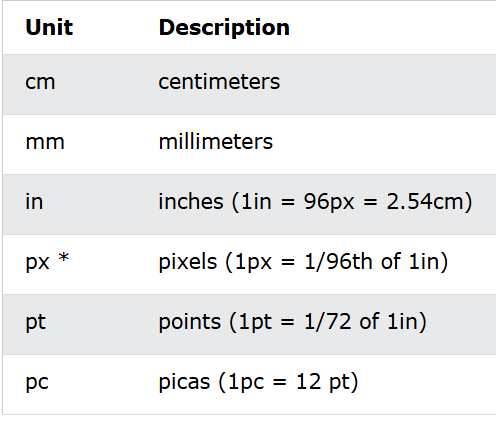 Unit Description
cm centimeters
mm millimeters
in inches (1in = 96px = 2.54cm)
px * pixels (1px = 1/96th of 1in)
pt points (1pt = 1/72 of 1in)
pc picas (1pc = 12 pt)